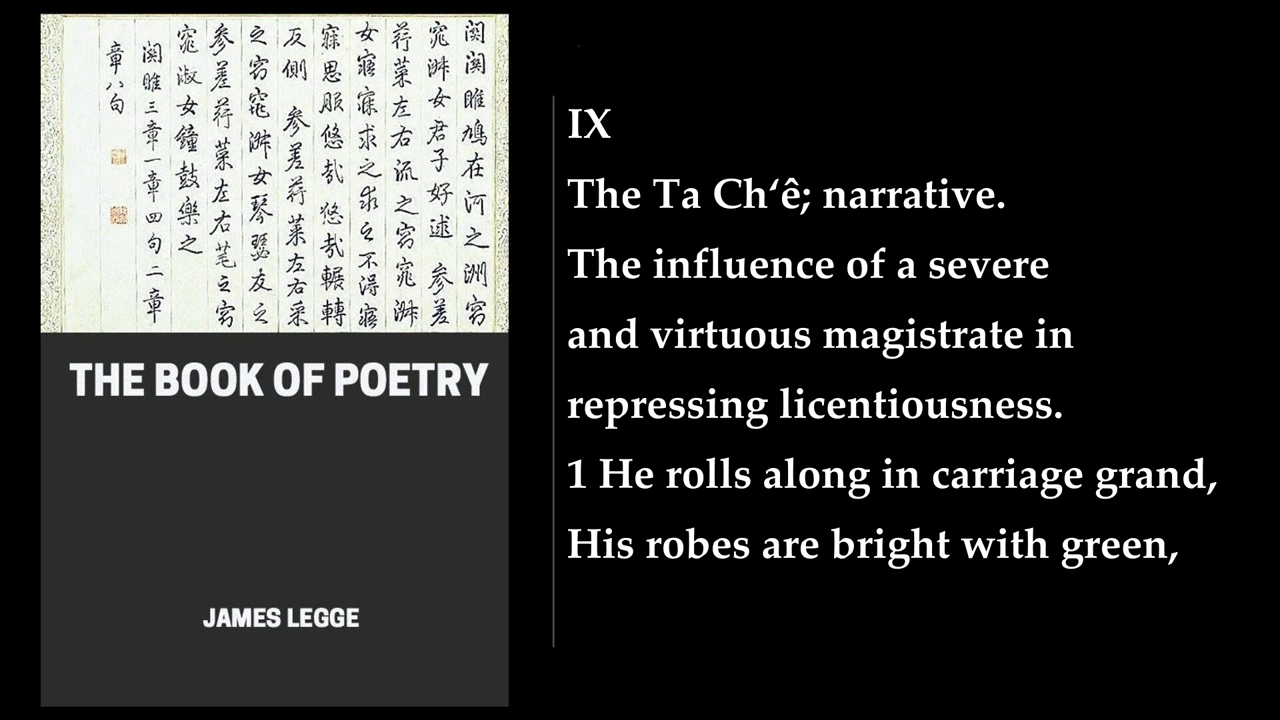 關關雎鳩在河之洲窈
窕淑女君子好逑 參差
荇菜左右流之窈窕淑
女寤寐求之求之不得寤
寐思服悠哉悠哉輾轉
反側 參差荇菜左右采
之窈窕淑女琴瑟友之
參差荇菜左右芼之窈
窕淑女鐘鼓樂之
關雎三章一章四句二章
章八句
THE BOOK OF POETRY
JAMES LEGGE
IX
The Ta Ch‘ê; narrative.
The influence of a severe
and virtuous magistrate in
repressing licentiousness.
1 He rolls along in carriage grand,
His robes are bright with green,